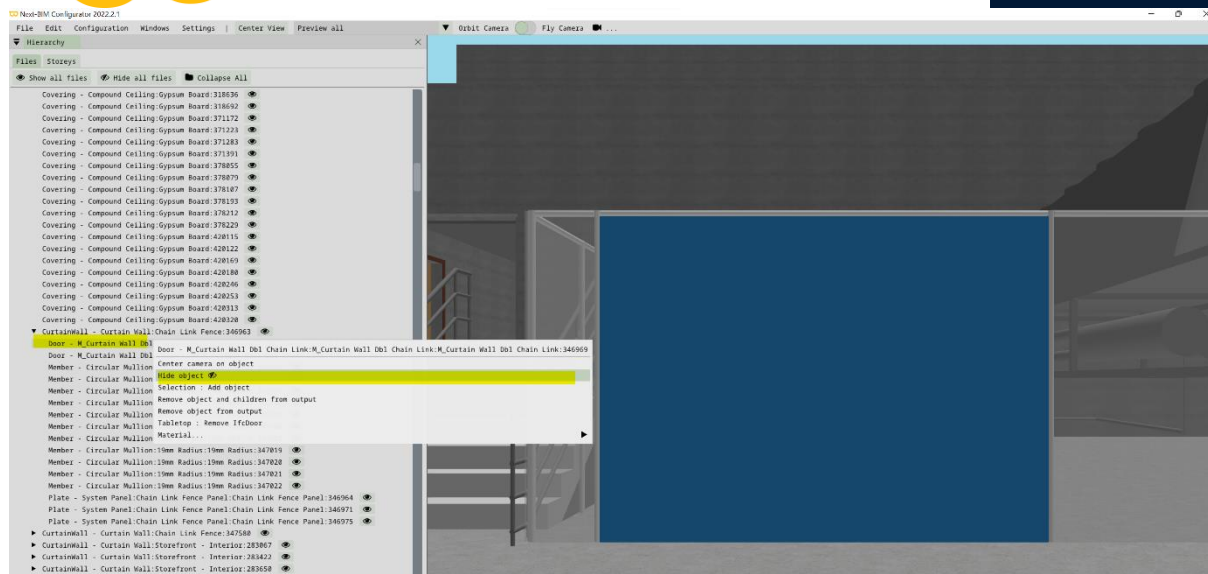 Next-BIM Configurator 2022.2.1
File Edit Configuration Windows Settings | Center View Preview all
Orbit Camera Fly Camera ...
Hierarchy
Files Storeys
Show all files Hide all files Collapse All
Covering - Compound Ceiling:Gypsum Board:318636
Covering - Compound Ceiling:Gypsum Board:318692
Covering - Compound Ceiling:Gypsum Board:371172
Covering - Compound Ceiling:Gypsum Board:371223
Covering - Compound Ceiling:Gypsum Board:371283
Covering - Compound Ceiling:Gypsum Board:371391
Covering - Compound Ceiling:Gypsum Board:378055
Covering - Compound Ceiling:Gypsum Board:378079
Covering - Compound Ceiling:Gypsum Board:378107
Covering - Compound Ceiling:Gypsum Board:378193
Covering - Compound Ceiling:Gypsum Board:378212
Covering - Compound Ceiling:Gypsum Board:378229
Covering - Compound Ceiling:Gypsum Board:420115
Covering - Compound Ceiling:Gypsum Board:420122
Covering - Compound Ceiling:Gypsum Board:420169
Covering - Compound Ceiling:Gypsum Board:420180
Covering - Compound Ceiling:Gypsum Board:420246
Covering - Compound Ceiling:Gypsum Board:420253
Covering - Compound Ceiling:Gypsum Board:420313
Covering - Compound Ceiling:Gypsum Board:420320
CurtainWall - Curtain Wall:Chain Link Fence:346963
Door - M_Curtain Wall Dbl
Door - M_Curtain Wall Dbl Chain Link:M_Curtain Wall Dbl Chain Link:M_Curtain Wall Dbl Chain Link:346969
Door - M_Curtain Wall Dbl
Center camera on object
Member - Circular Mullion
Hide object
Member - Circular Mullion
Selection : Add object
Member - Circular Mullion
Remove object and children from output
Member - Circular Mullion
Remove object from output
Member - Circular Mullion
Tabletop : Remove IfcDoor
Member - Circular Mullion
Material...
Member - Circular Mullion
Member - Circular Mullion:19mm Radius:19mm Radius:347019
Member - Circular Mullion:19mm Radius:19mm Radius:347020
Member - Circular Mullion:19mm Radius:19mm Radius:347021
Member - Circular Mullion:19mm Radius:19mm Radius:347022
Plate - System Panel:Chain Link Fence Panel:Chain Link Fence Panel:346964
Plate - System Panel:Chain Link Fence Panel:Chain Link Fence Panel:346971
Plate - System Panel:Chain Link Fence Panel:Chain Link Fence Panel:346975
CurtainWall - Curtain Wall:Chain Link Fence:347580
CurtainWall - Curtain Wall:Storefront - Interior:283067
CurtainWall - Curtain Wall:Storefront - Interior:283422
CurtainWall - Curtain Wall:Storefront - Interior:283650